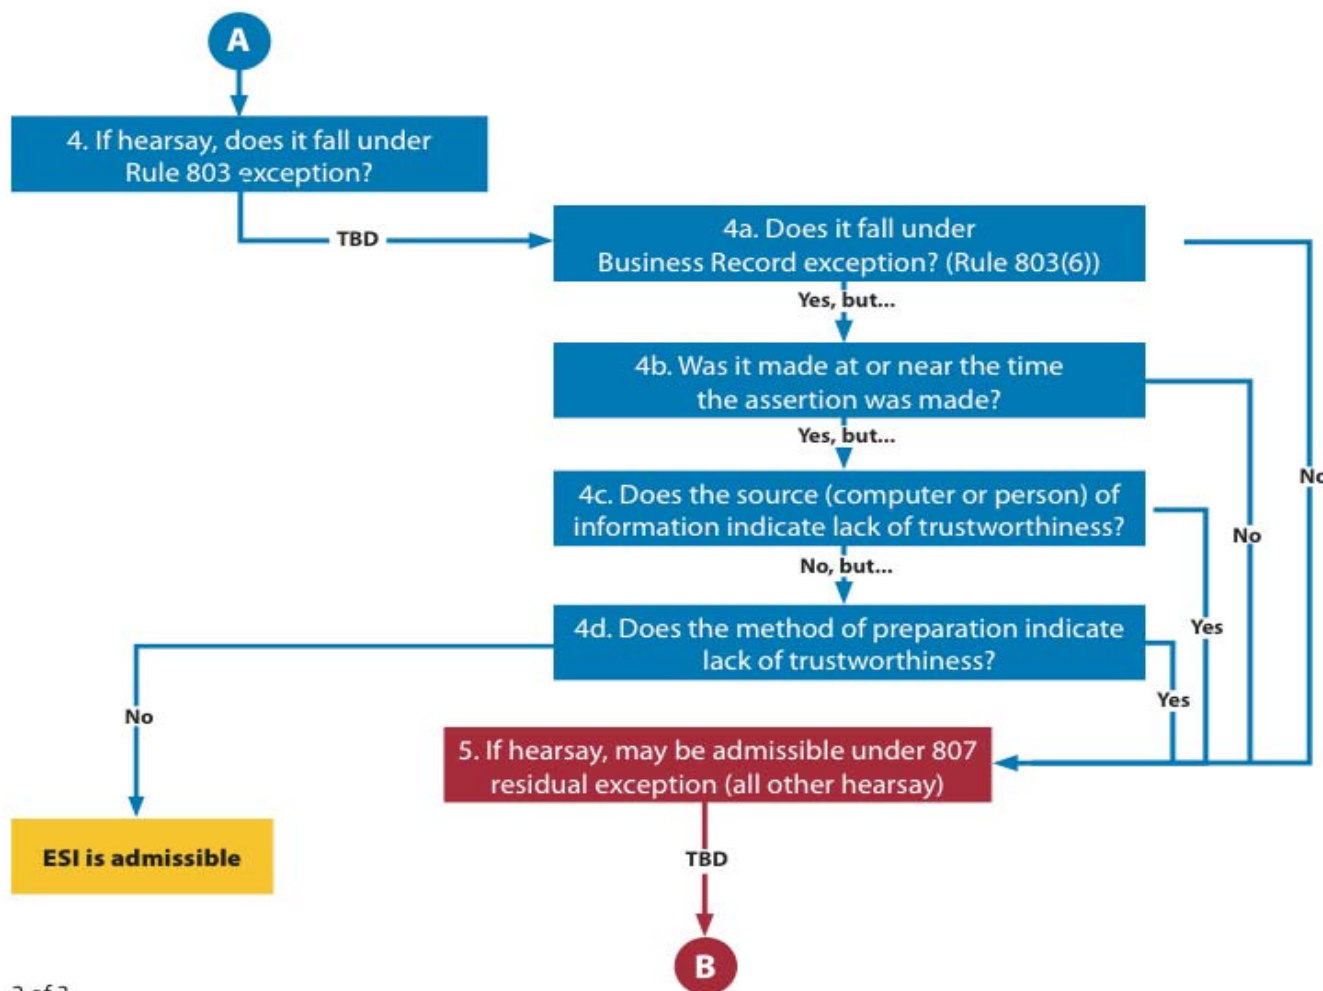 A
4. If hearsay, does it fall under
Rule 803 exception?
TBD
4a. Does it fall under
Business Record exception? (Rule 803(6))
Yes, but...
4b. Was it made at or near the time
the assertion was made?
Yes, but...
4c. Does the source (computer or person) of
information indicate lack of trustworthiness?
No
No
No, but...
4d. Does the method of preparation indicate
lack of trustworthiness?
Yes
Yes
No
5. If hearsay, may be admissible under 807
residual exception (all other hearsay)
ESI is admissible
TBD
B